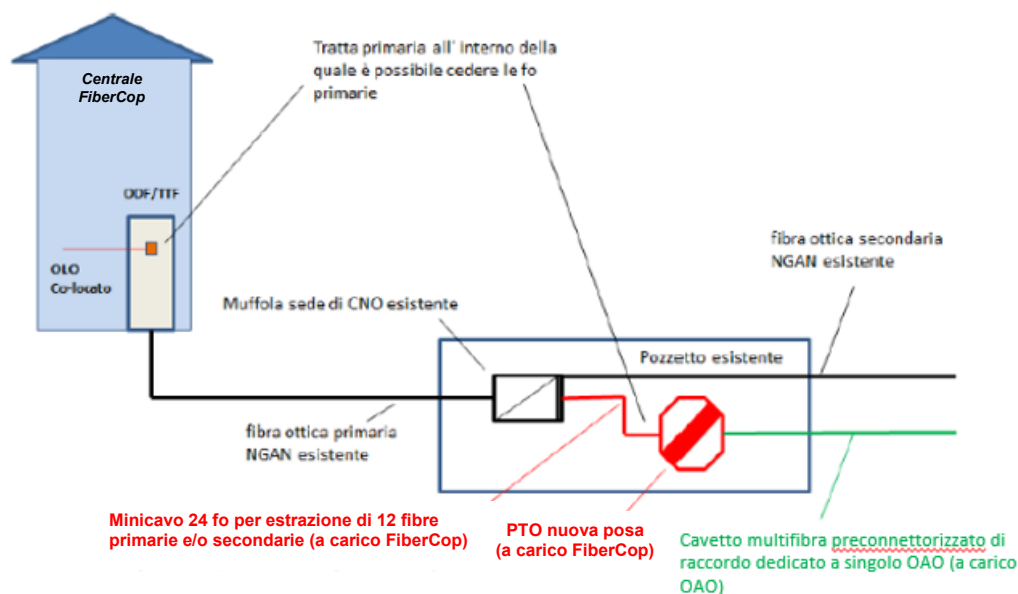 Centrale
FiberCop
Tratta primaria all' interno della
quale è possibile cedere le fo
primarie
ODF/TTF
OLO
Co-locato
fibra ottica secondaria
NGAN esistente
Muffola sede di CNO esistente
Pozzetto esistente
fibra ottica primaria
NGAN esistente
Minicavo 24 fo per estrazione di 12 fibre
primarie e/o secondarie (a carico FiberCop)
PTO nuova posa
(a carico FiberCop)
Cavetto multifibra preconnettorizzato di
raccordo dedicato a singolo OAO (a carico
OAO)